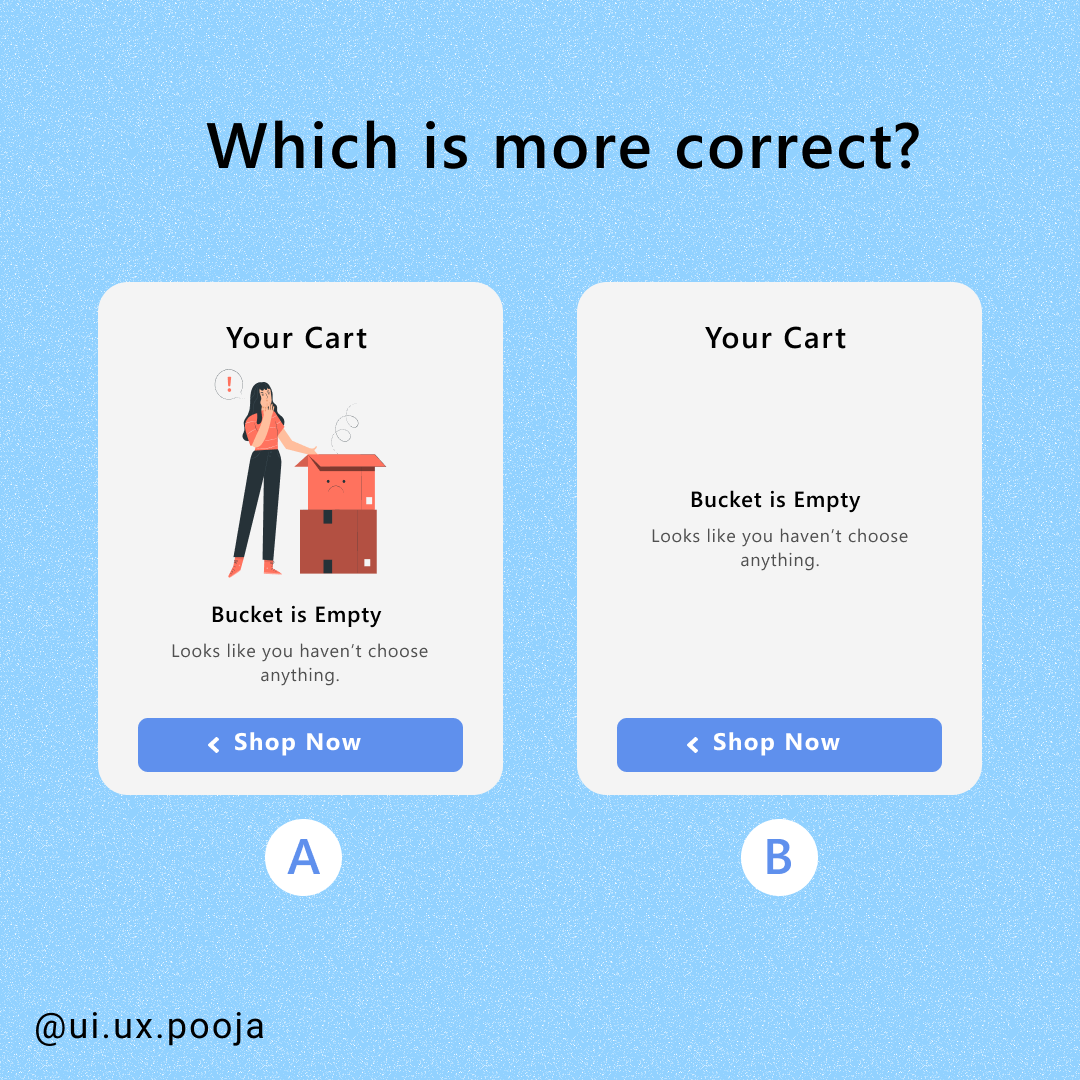 Which is more correct?
Your Cart
!
Bucket is Empty
Looks like you haven't choose
anything.
Shop Now
A
Your Cart
Bucket is Empty
Looks like you haven't choose
anything.
Shop Now
B
@ui.ux.pooja